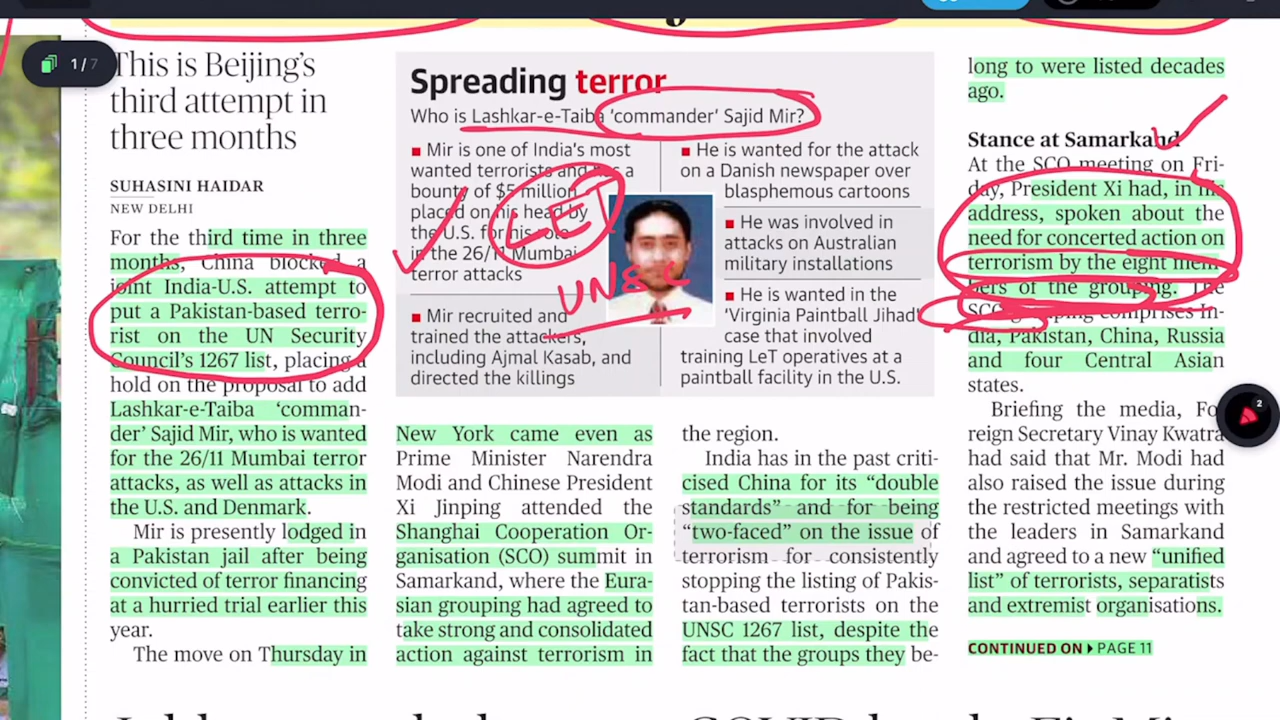 1 / 7
This is Beijing's
third attempt in
three months
SUHASINI HAIDAR
NEW DELHI
For the third time in three
months, China blocked a
joint India-U.S. attempt to
put a Pakistan-based terro-
rist on the UN Security
Council's 1267 list, placing a
hold on the proposal to add
Lashkar-e-Taiba 'comman-
der' Sajid Mir, who is wanted
for the 26/11 Mumbai terror
attacks, as well as attacks in
the U.S. and Denmark.
Mir is presently lodged in
a Pakistan jail after being
convicted of terror financing
at a hurried trial earlier this
year.
The move on Thursday in
Spreading terror
Who is Lashkar-e-Taiba 'commander' Sajid Mir?
■ Mir is one of India's most
wanted terrorists and has a
bounty of $5 million
placed on his head by
the U.S. for his role
in the 26/11 Mumbai
terror attacks
■ Mir recruited and
trained the attackers,
including Ajmal Kasab, and
directed the killings
LET
UNSC
■ He is wanted for the attack
on a Danish newspaper over
blasphemous cartoons
■ He was involved in
attacks on Australian
military installations
■ He is wanted in the
'Virginia Paintball Jihad'
case that involved
training LeT operatives at a
paintball facility in the U.S.
New York came even as
Prime Minister Narendra
Modi and Chinese President
Xi Jinping attended the
Shanghai Cooperation Or-
ganisation (SCO) summit in
Samarkand, where the Eura-
sian grouping had agreed to
take strong and consolidated
action against terrorism in
the region.
India has in the past criti-
cised China for its "double
standards" and for being
"two-faced" on the issue of
terrorism for consistently
stopping the listing of Pakis-
tan-based terrorists on the
UNSC 1267 list, despite the
fact that the groups they be-
long to were listed decades
ago.
Stance at Samarkand
At the SCO meeting on Fri-
day, President Xi had, in his
address, spoken about the
need for concerted action on
terrorism by the eight mem-
bers of the grouping. The
SCO grouping comprises In-
dia, Pakistan, China, Russia
and four Central Asian
states.
Briefing the media, Fo
reign Secretary Vinay Kwatra
had said that Mr. Modi had
also raised the issue during
the restricted meetings with
the leaders in Samarkand
and agreed to a new "unified
list" of terrorists, separatists
and extremist organisations.
CONTINUED ON ▸ PAGE 11
2